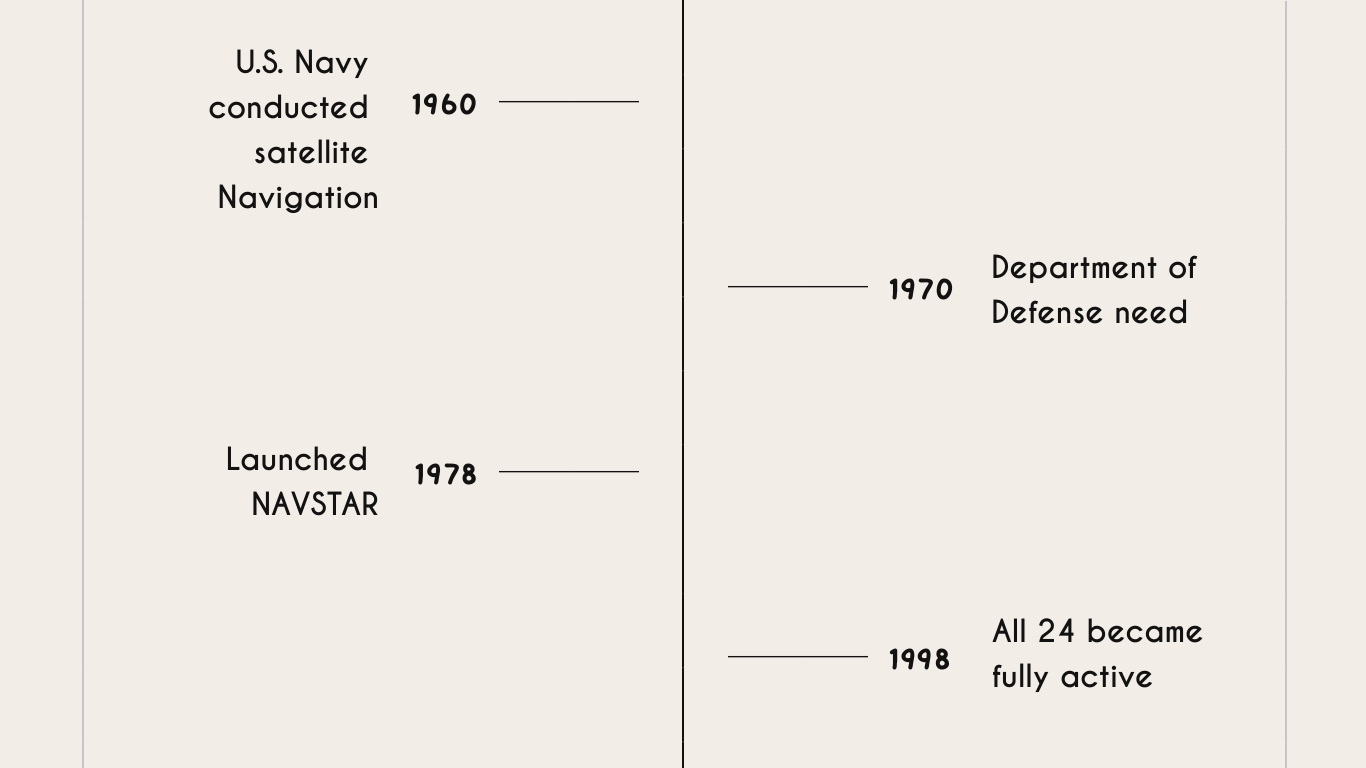 U.S. Navy
conducted
satellite
Navigation
1960
1970
Department of
Defense need
Launched
NAVSTAR
1978
1998
All 24 became
fully active